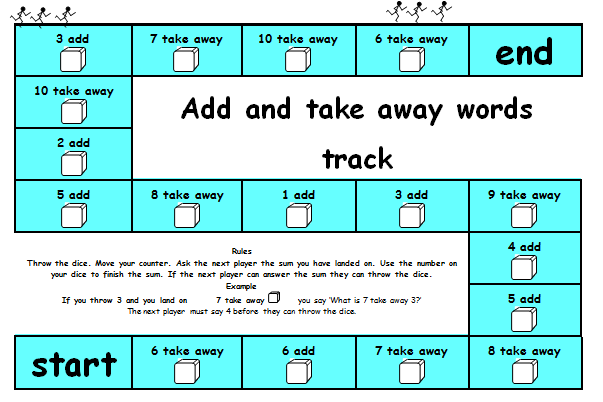 3 add 7 take away 10 take away 6 take away end
10 take away
Add and take away words
2 add
track
5 add 8 take away 1 add 3 add 9 take away
Rules
Throw the dice. Move your counter. Ask the next player the sum you have landed on. Use the number on
your dice to finish the sum. If the next player can answer the sum they can throw the dice.
Example
If you throw 3 and you land on 7 take away you say 'What is 7 take away 3?'
The next player must say 4 before they can throw the dice.
4 add
5 add
start 6 take away 6 add 7 take away 8 take away